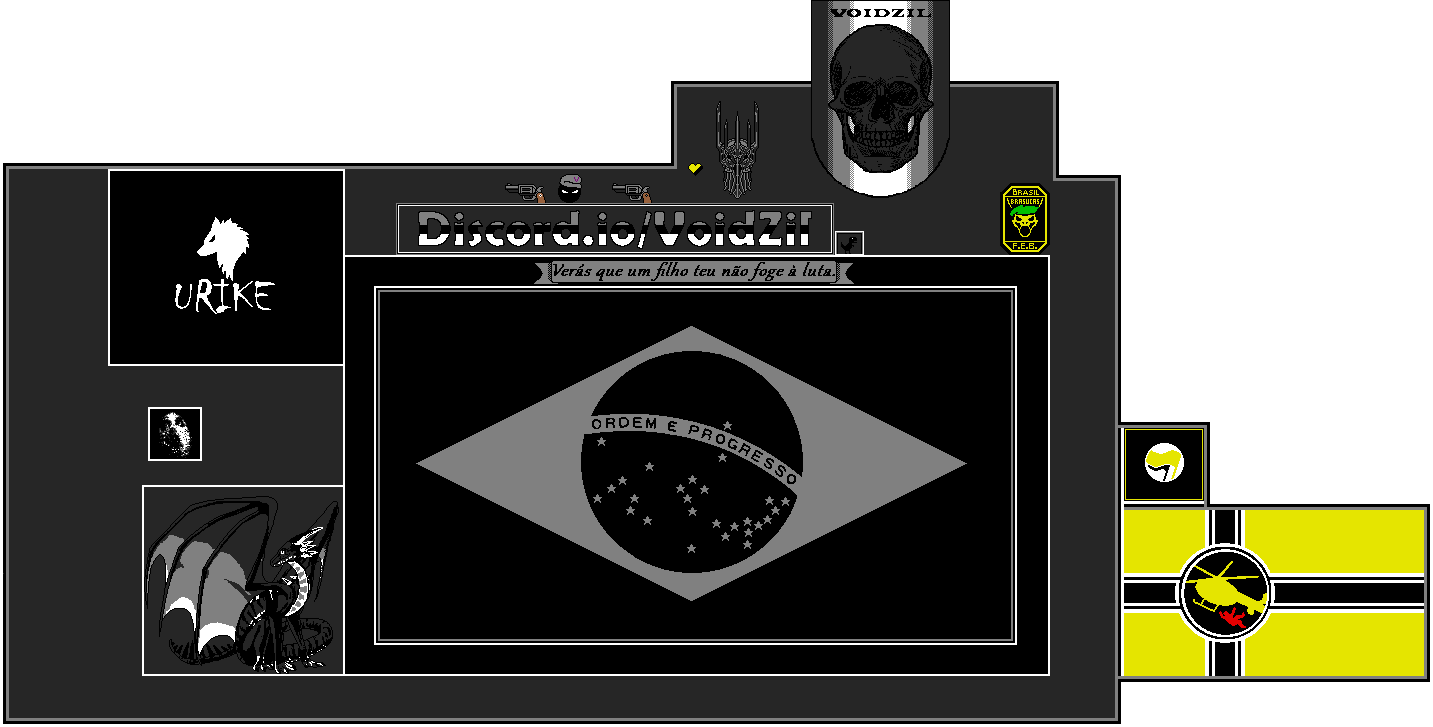 VOIDZIL
BRASIL
BRASUCAS
F.E.B.
Discord.io/VoidZil
URIKE
Verás que um filho teu não foge à luta.
ORDEM E PROGRESSO
V